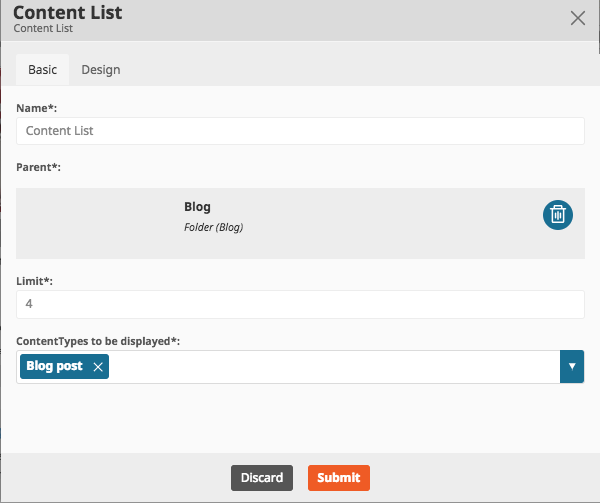 Content List
Content List
Basic Design
Name*:
Content List
Parent*:
Blog
Folder (Blog)
Limit*:
4
ContentTypes to be displayed*:
Blog post
Discard Submit